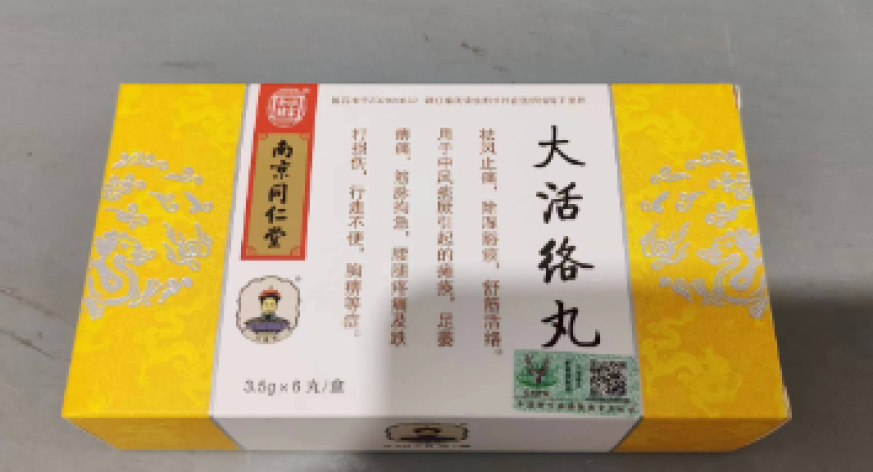 大活络丸
祛风止痛，除湿豁痰，舒筋活络。
用于中风痰厥引起的瘫痪，足萎
痹痛，筋脉拘急，腰腿疼痛及跌
打损伤，行走不便，胸痹等症。
南京同仁堂
3.5g×6丸/盒